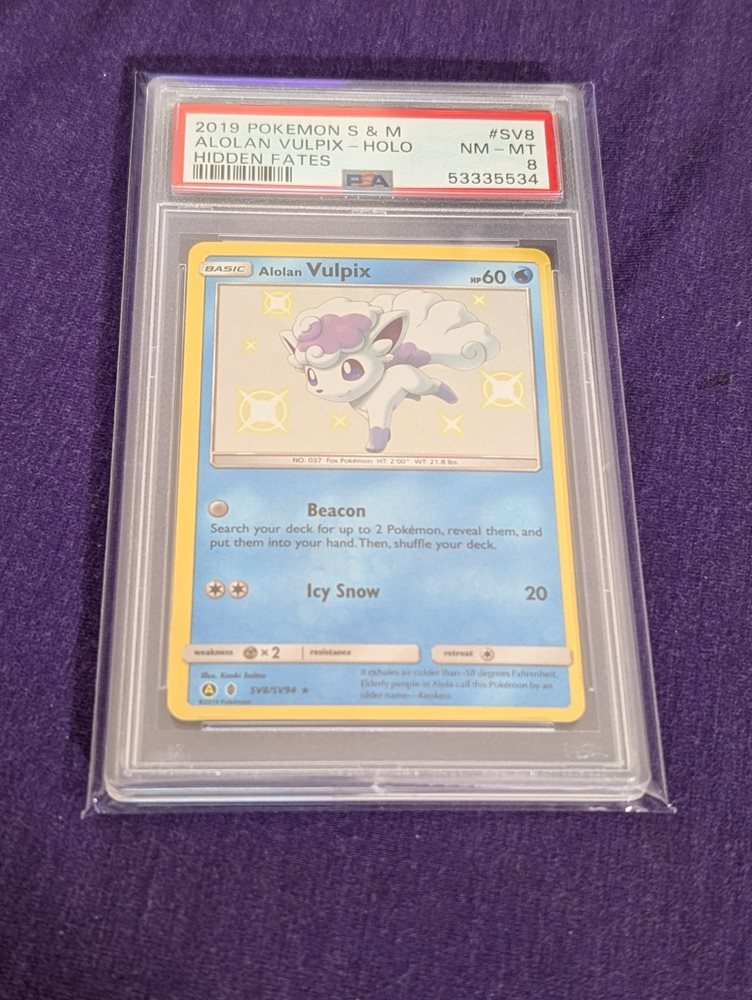 2019 POKEMON S & M #SV8
ALOLAN VULPIX – HOLO NM – MT
HIDDEN FATES 8
PSA 53335534
BASIC Alolan Vulpix HP60
NO. 037 Fox Pokémon HT: 2'00" WT: 21.8 lbs.
Beacon
Search your deck for up to 2 Pokémon, reveal them, and
put them into your hand. Then, shuffle your deck.
Icy Snow 20
weakness ×2 resistance retreat
Illus. Kouki Saitou
It exhales air colder than -58 degrees Fahrenheit.
Elderly people in Alola call this Pokémon by an
older name—Keokeo.
A SV8/SV94 ★
©2019 Pokémon